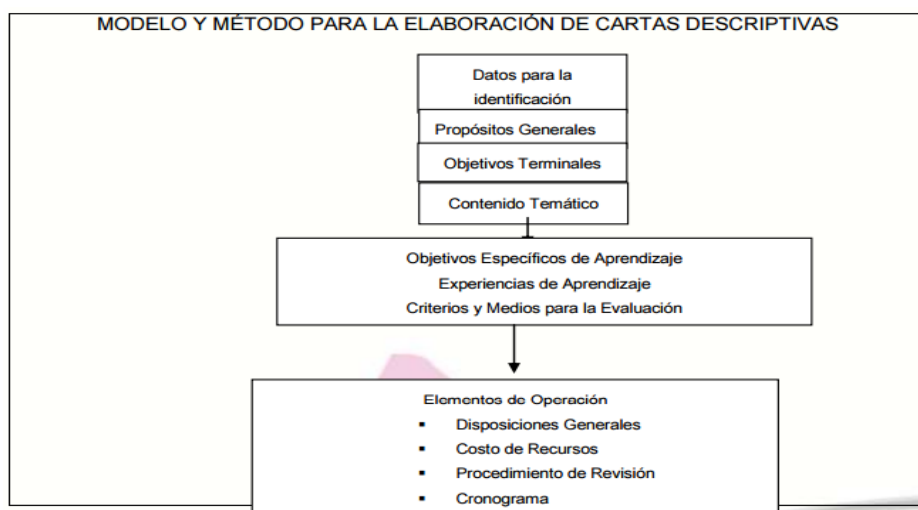 MODELO Y MÉTODO PARA LA ELABORACIÓN DE CARTAS DESCRIPTIVAS
Datos para la
identificación
Propósitos Generales
Objetivos Terminales
Contenido Temático
Objetivos Específicos de Aprendizaje
Experiencias de Aprendizaje
Criterios y Medios para la Evaluación
Elementos de Operación
▪ Disposiciones Generales
▪ Costo de Recursos
▪ Procedimiento de Revisión
▪ Cronograma